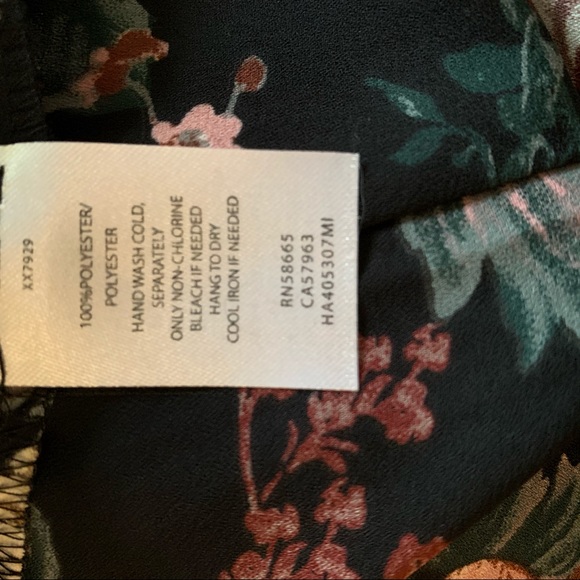 XX7929
100%POLYESTER/
POLYESTER
HAND WASH COLD,
SEPARATELY
ONLY NON-CHLORINE
BLEACH IF NEEDED
HANG TO DRY
COOL IRON IF NEEDED
RN58665
CA57963
HA405307MI